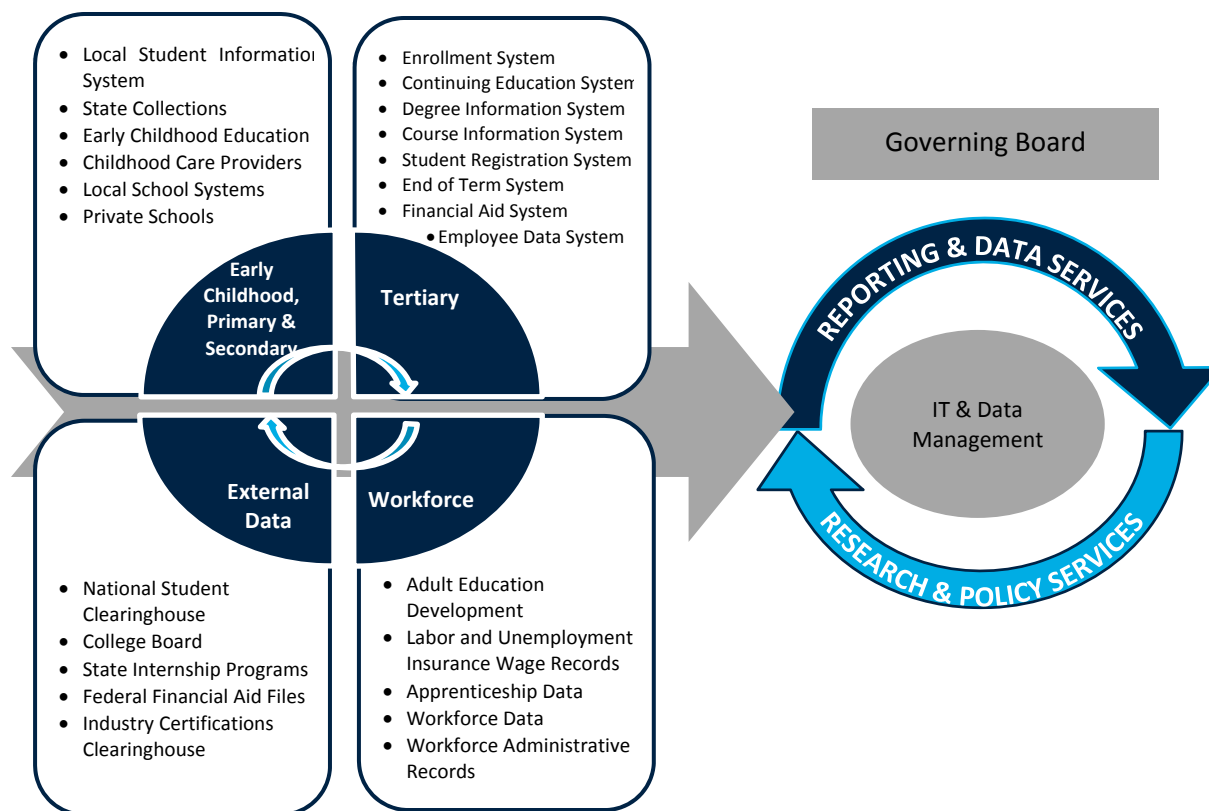 • Local Student Information
System
• State Collections
• Early Childhood Education
• Childhood Care Providers
• Local School Systems
• Private Schools
Early
Childhood,
Primary &
Secondary
• Enrollment System
• Continuing Education System
• Degree Information System
• Course Information System
• Student Registration System
• End of Term System
• Financial Aid System
• Employee Data System
Tertiary
External
Data
• National Student
Clearinghouse
• College Board
• State Internship Programs
• Federal Financial Aid Files
• Industry Certifications
Clearinghouse
Workforce
• Adult Education
Development
• Labor and Unemployment
Insurance Wage Records
• Apprenticeship Data
• Workforce Data
• Workforce Administrative
Records
Governing Board
REPORTING & DATA SERVICES
IT & Data
Management
RESEARCH & POLICY SERVICES